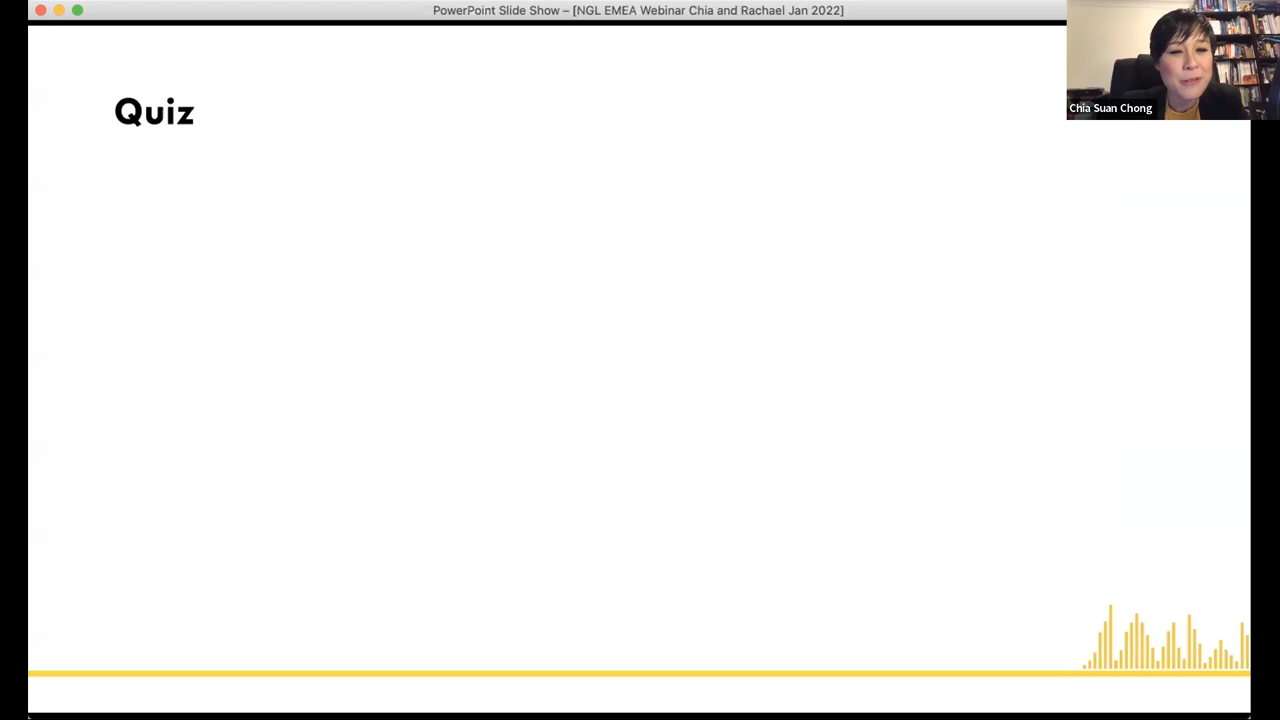 PowerPoint Slide Show – [NGL EMEA Webinar Chia and Rachael Jan 2022]
Chia Suan Chong
Quiz